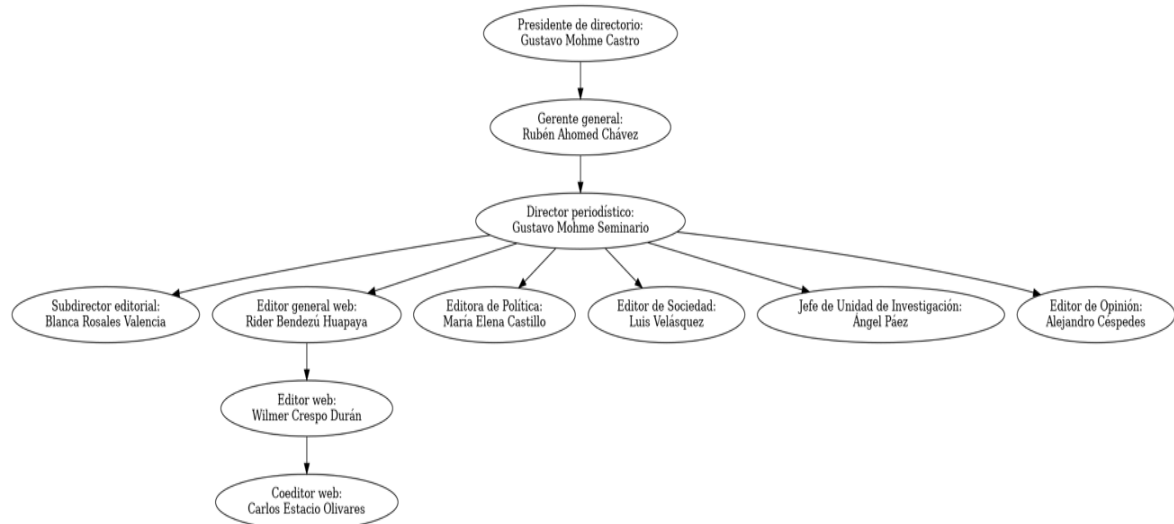 Presidente de directorio:
Gustavo Mohme Castro
Gerente general:
Rubén Ahomed Chávez
Director periodístico:
Gustavo Mohme Seminario
Subdirector editorial:
Blanca Rosales Valencia
Editor general web:
Rider Bendezú Huapaya
Editora de Política:
María Elena Castillo
Editor de Sociedad:
Luis Velásquez
Jefe de Unidad de Investigación:
Ángel Páez
Editor de Opinión:
Alejandro Céspedes
Editor web:
Wilmer Crespo Durán
Coeditor web:
Carlos Estacio Olivares